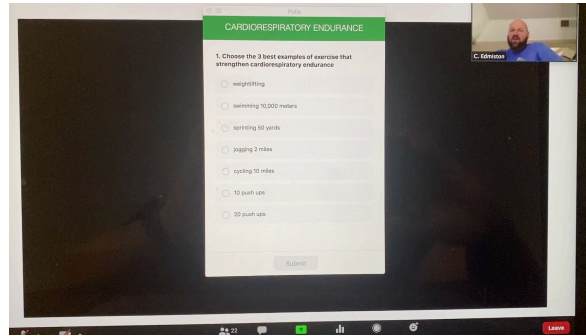 Polls
CARDIORESPIRATORY ENDURANCE
1. Choose the 3 best examples of exercise that
strengthen cardiorespiratory endurance
weightlifting
swimming 10,000 meters
sprinting 50 yards
jogging 2 miles
cycling 10 miles
10 push ups
20 push ups
Submit
C. Edmiston
22
Leave